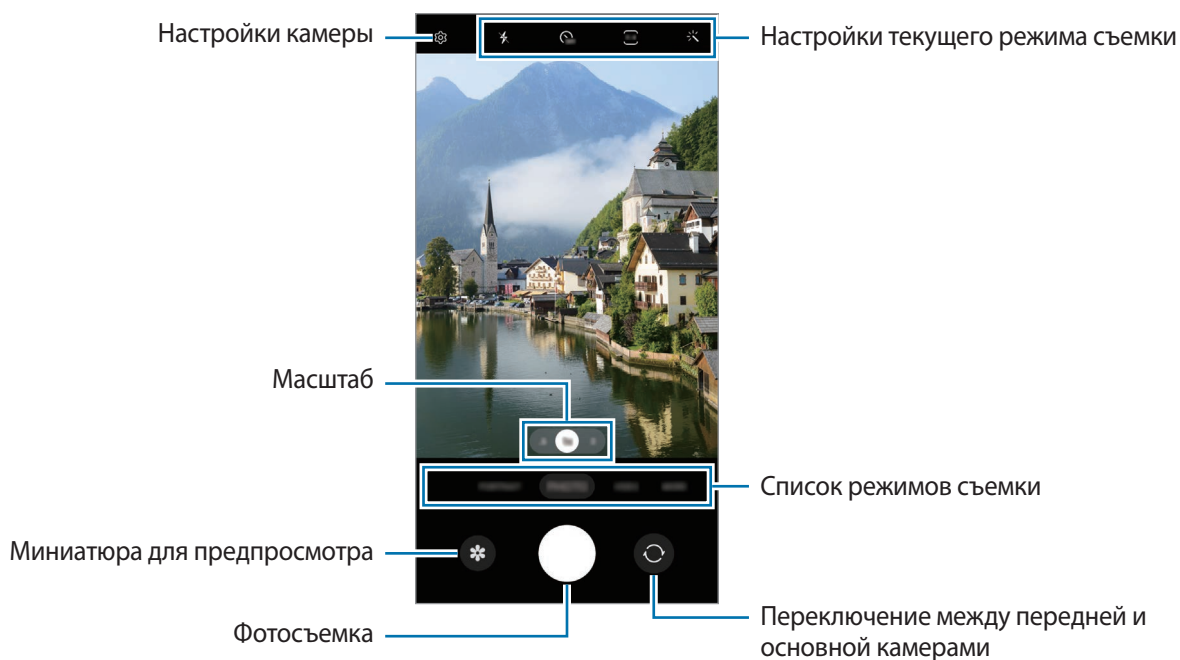 Настройки камеры
Настройки текущего режима съемки
Масштаб
Список режимов съемки
Миниатюра для предпросмотра
Фотосъемка
Переключение между передней и
основной камерами